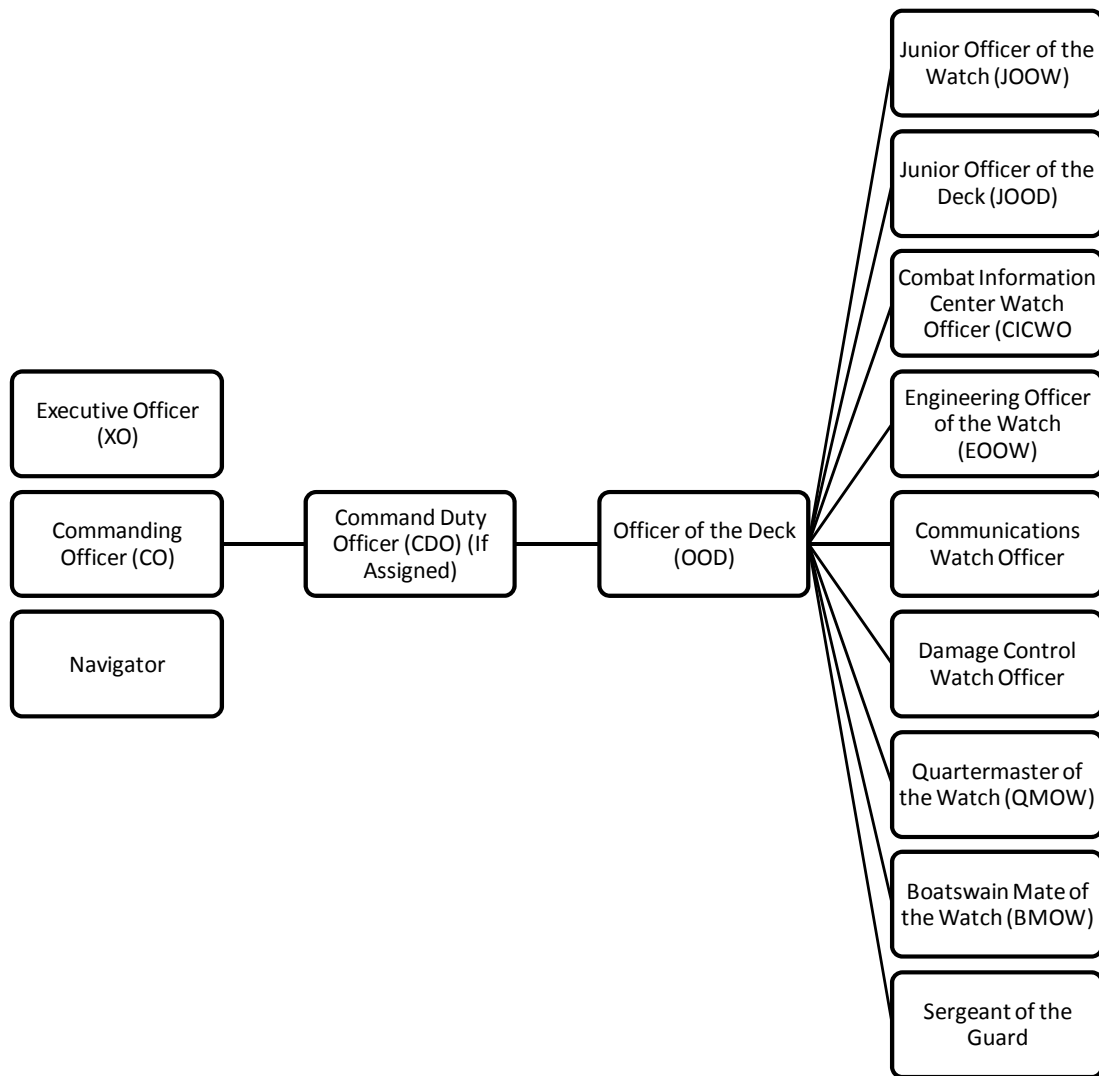 Executive Officer
(XO)
Commanding
Officer (CO)
Navigator
Command Duty
Officer (CDO) (If
Assigned)
Officer of the Deck
(OOD)
Junior Officer of the
Watch (JOOW)
Junior Officer of the
Deck (JOOD)
Combat Information
Center Watch
Officer (CICWO
Engineering Officer
of the Watch
(EOOW)
Communications
Watch Officer
Damage Control
Watch Officer
Quartermaster of
the Watch (QMOW)
Boatswain Mate of
the Watch (BMOW)
Sergeant of the
Guard